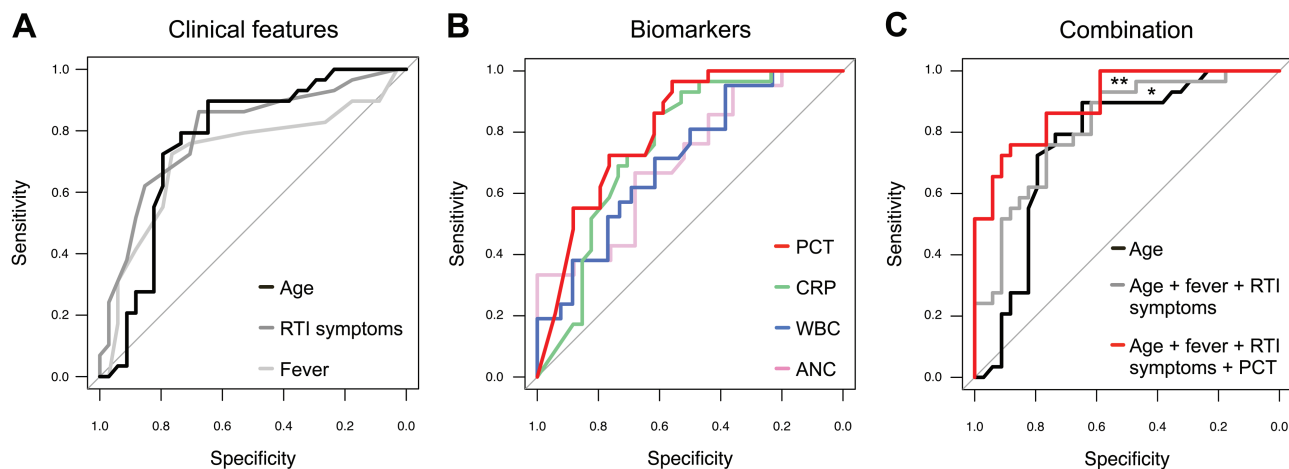 A
Clinical features
1.0
0.8
0.6
0.4
0.2
0.0
Sensitivity
Age
RTI symptoms
Fever
1.0
0.8
0.6
0.4
0.2
0.0
Specificity
B
Biomarkers
1.0
0.8
0.6
0.4
0.2
0.0
Sensitivity
PCT
CRP
WBC
ANC
1.0
0.8
0.6
0.4
0.2
0.0
Specificity
C
Combination
1.0
0.8
0.6
0.4
0.2
0.0
Sensitivity
**
*
Age
Age + fever + RTI
symptoms
Age + fever + RTI
symptoms + PCT
1.0
0.8
0.6
0.4
0.2
0.0
Specificity